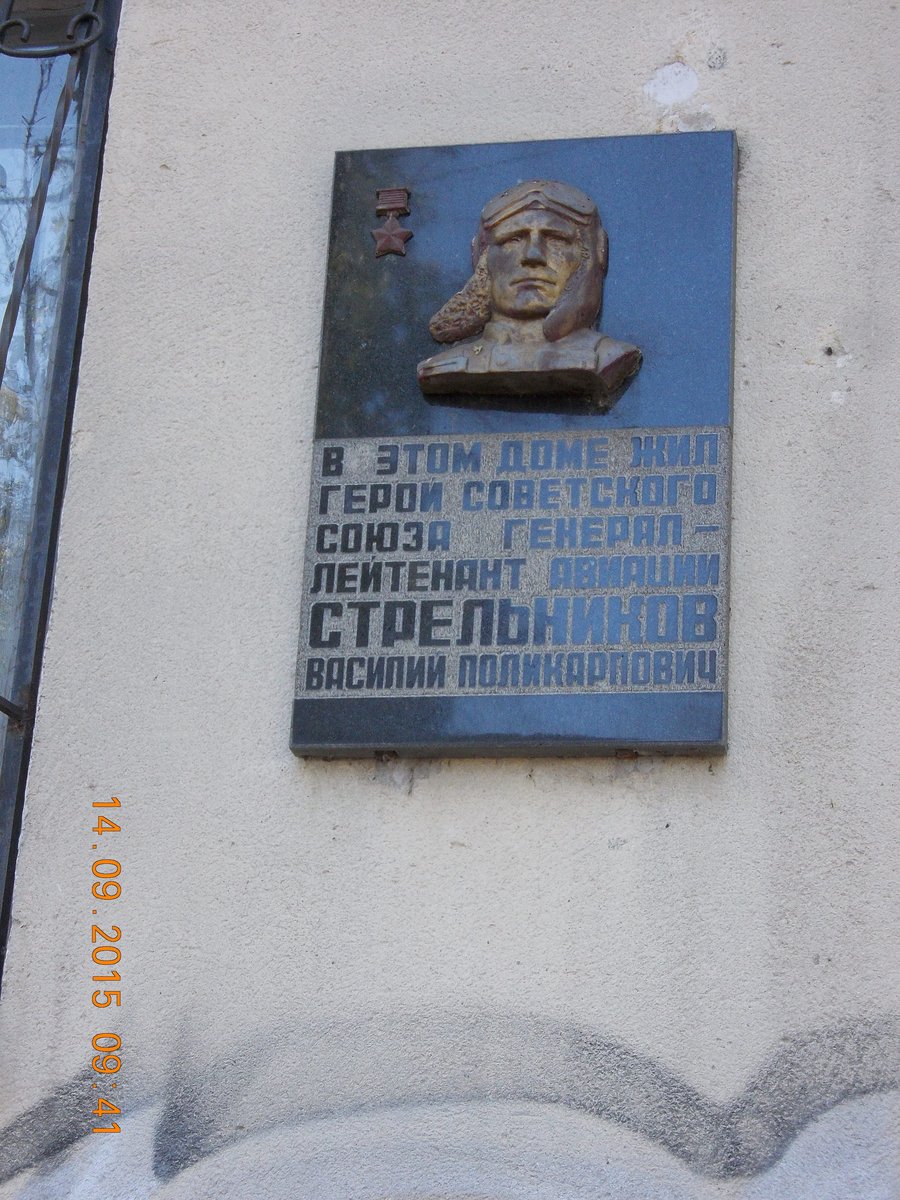 В ЭТОМ ДОМЕ ЖИЛ
ГЕРОЙ СОВЕТСКОГО
СОЮЗА ГЕНЕРАЛ-
ЛЕЙТЕНАНТ АВИАЦИИ
СТРЕЛЬНИКОВ
ВАСИЛИЙ ПОЛИКАРПОВИЧ
14.09.2015 09:41